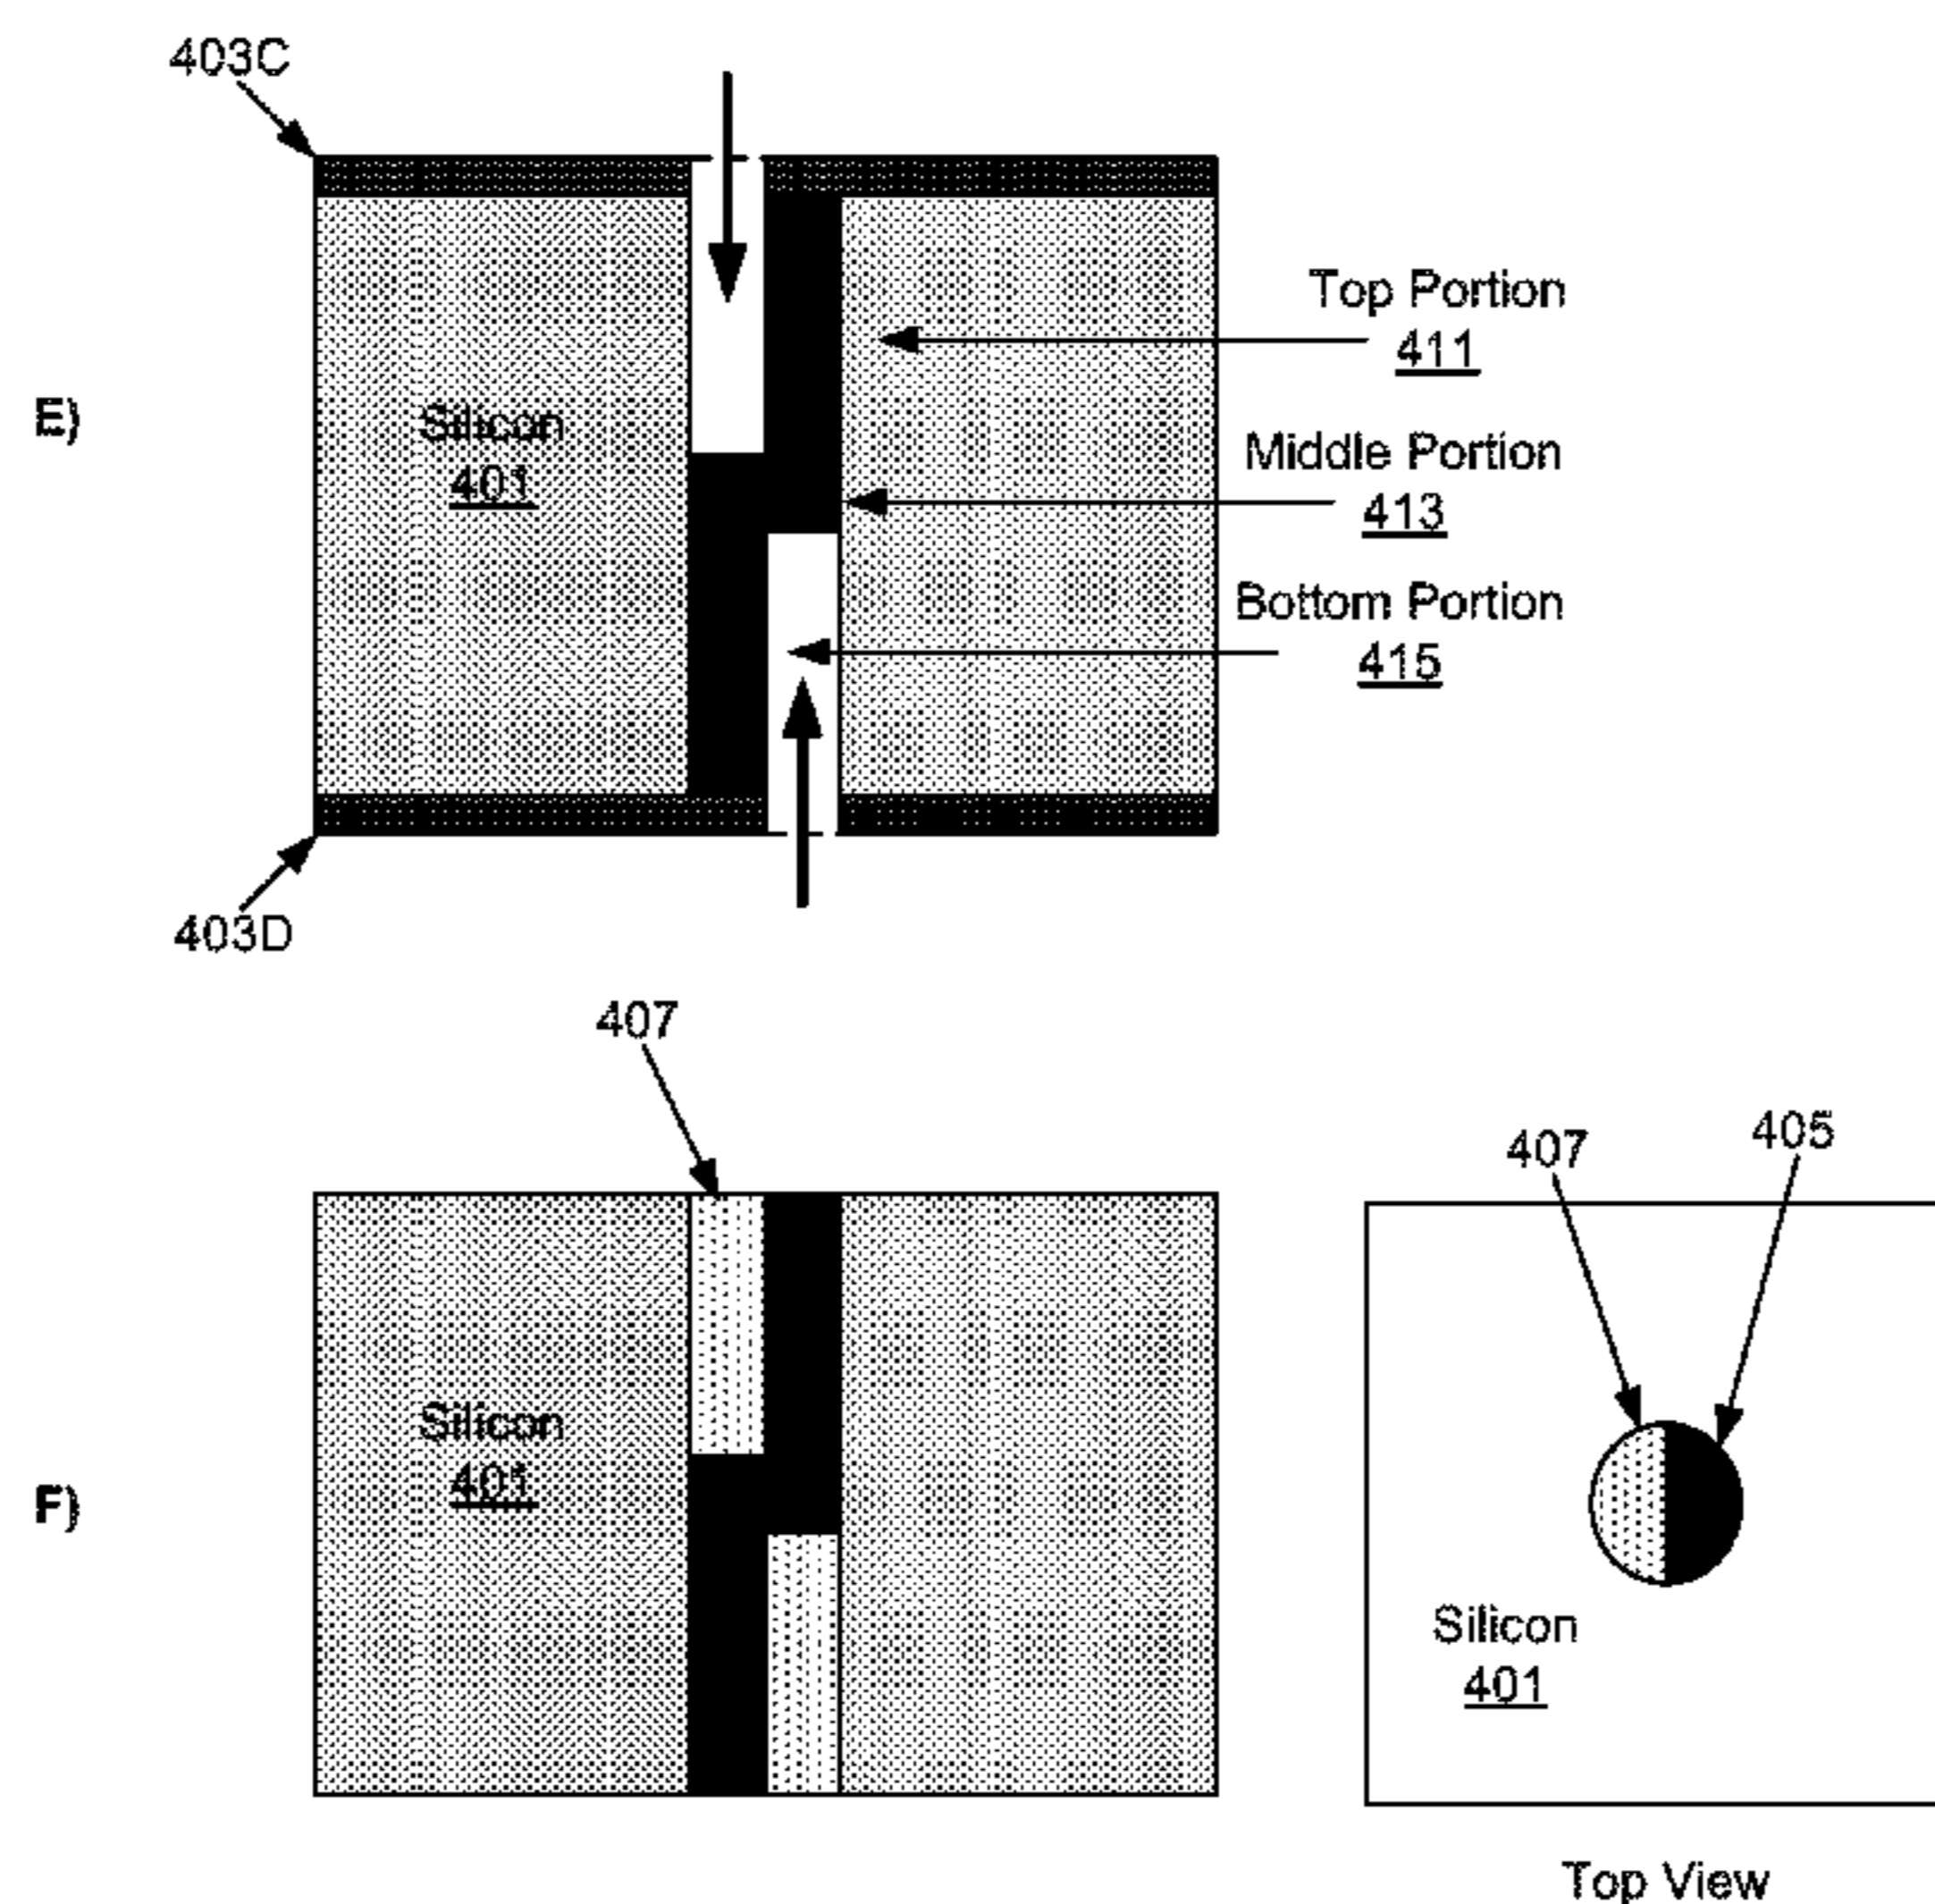 403C
Top Portion
411
E)
Silicon
401
Middle Portion
413
Bottom Portion
415
403D
407
407
405
Silicon
401
F)
Silicon
401
Top View